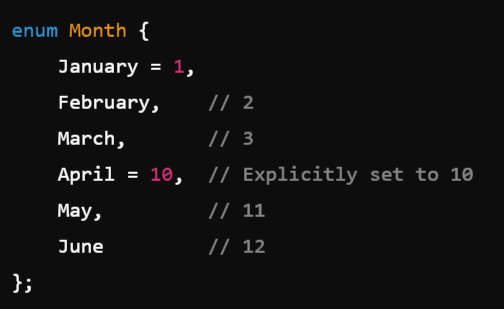 enum Month {
    January = 1,
    February,    // 2
    March,       // 3
    April = 10,  // Explicitly set to 10
    May,         // 11
    June         // 12
};